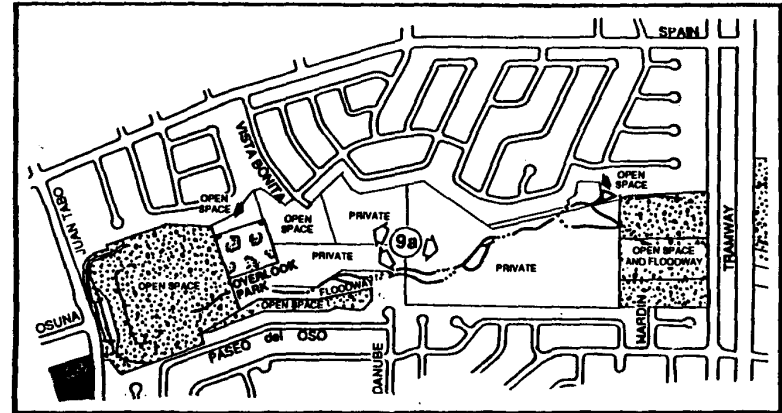 SPAIN
VISTA BONITA
JUAN TABO
OPEN
SPACE
OPEN
SPACE
OPEN
SPACE
PRIVATE
9a
PRIVATE
PRIVATE
OVERLOOK
PARK
OPEN SPACE
FLOODWAY
OPEN SPACE
OPEN SPACE
AND FLOODWAY
TRAMWAY
OSUNA
PASEO del OSO
DANUBE
MARDIN